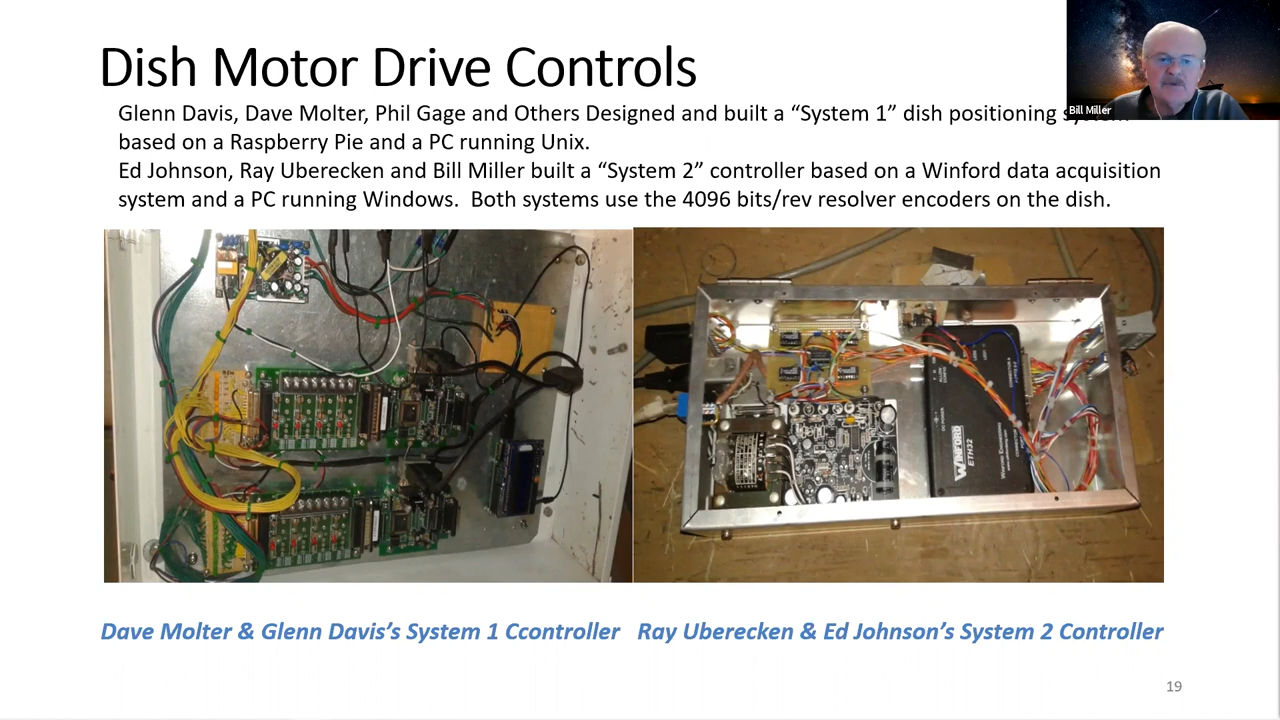 Dish Motor Drive Controls
Bill Miller
Glenn Davis, Dave Molter, Phil Gage and Others Designed and built a “System 1” dish positioning system
based on a Raspberry Pie and a PC running Unix.
Ed Johnson, Ray Uberecken and Bill Miller built a “System 2” controller based on a Winford data acquisition
system and a PC running Windows.  Both systems use the 4096 bits/rev resolver encoders on the dish.
WINFORD
ETH32
DC POWER
Dave Molter & Glenn Davis’s System 1 Ccontroller
Ray Uberecken & Ed Johnson’s System 2 Controller
19